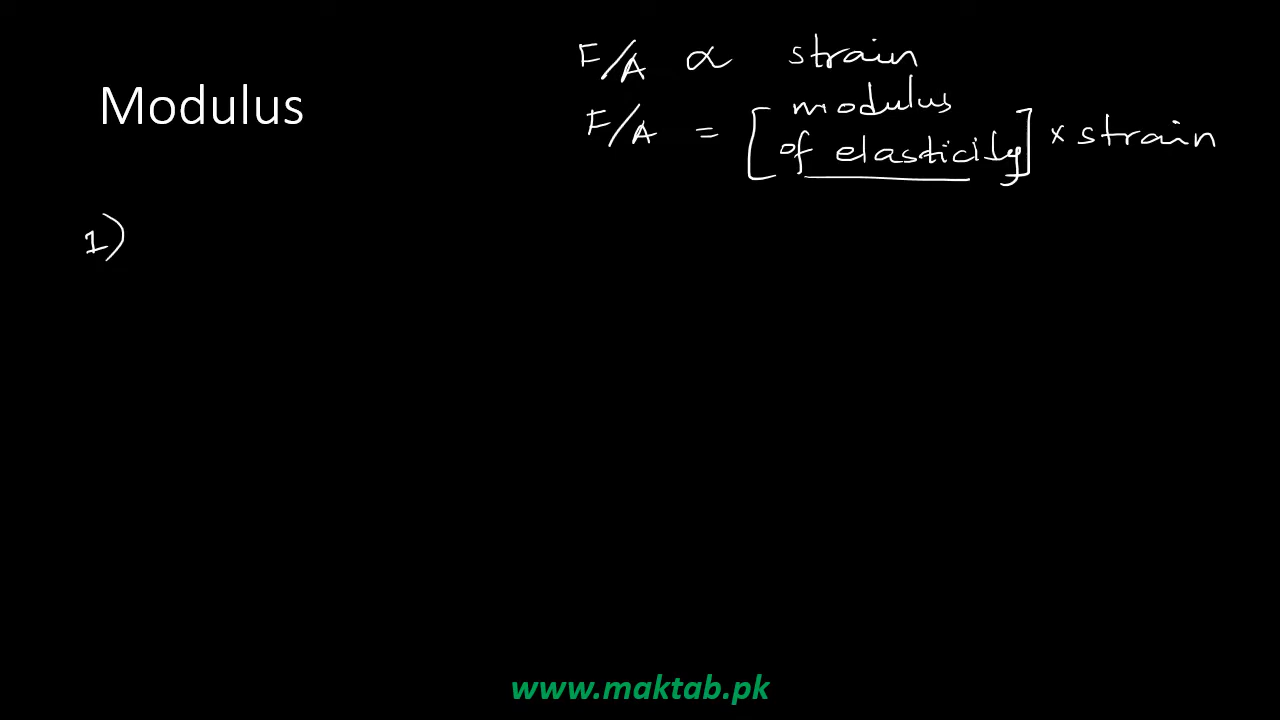 F/A ∝ strain
Modulus
F/A = [modulus of elasticity] × strain
1)
www.maktab.pk